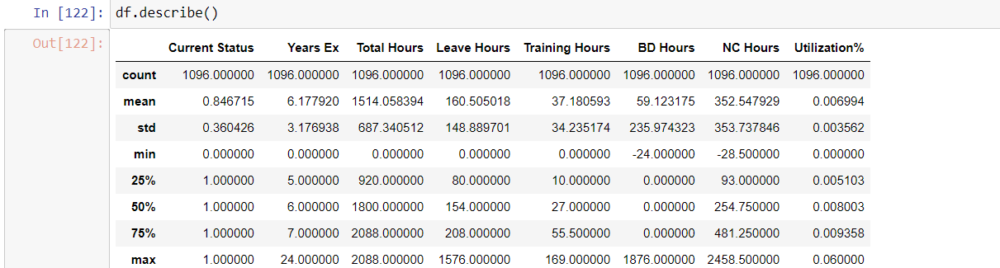 In [122]: df.describe()
Out[122]:
Current Status Years Ex Total Hours Leave Hours Training Hours BD Hours NC Hours Utilization%
count 1096.000000 1096.000000 1096.000000 1096.000000 1096.000000 1096.000000 1096.000000 1096.000000
mean 0.846715 6.177920 1514.058394 160.505018 37.180593 59.123175 352.547929 0.006994
std 0.360426 3.176938 687.340512 148.889701 34.235174 235.974323 353.737846 0.003562
min 0.000000 0.000000 0.000000 0.000000 0.000000 -24.000000 -28.500000 0.000000
25% 1.000000 5.000000 920.000000 80.000000 10.000000 0.000000 93.000000 0.005103
50% 1.000000 6.000000 1800.000000 154.000000 27.000000 0.000000 254.750000 0.008003
75% 1.000000 7.000000 2088.000000 208.000000 55.500000 0.000000 481.250000 0.009358
max 1.000000 24.000000 2088.000000 1576.000000 169.000000 1876.000000 2458.500000 0.060000